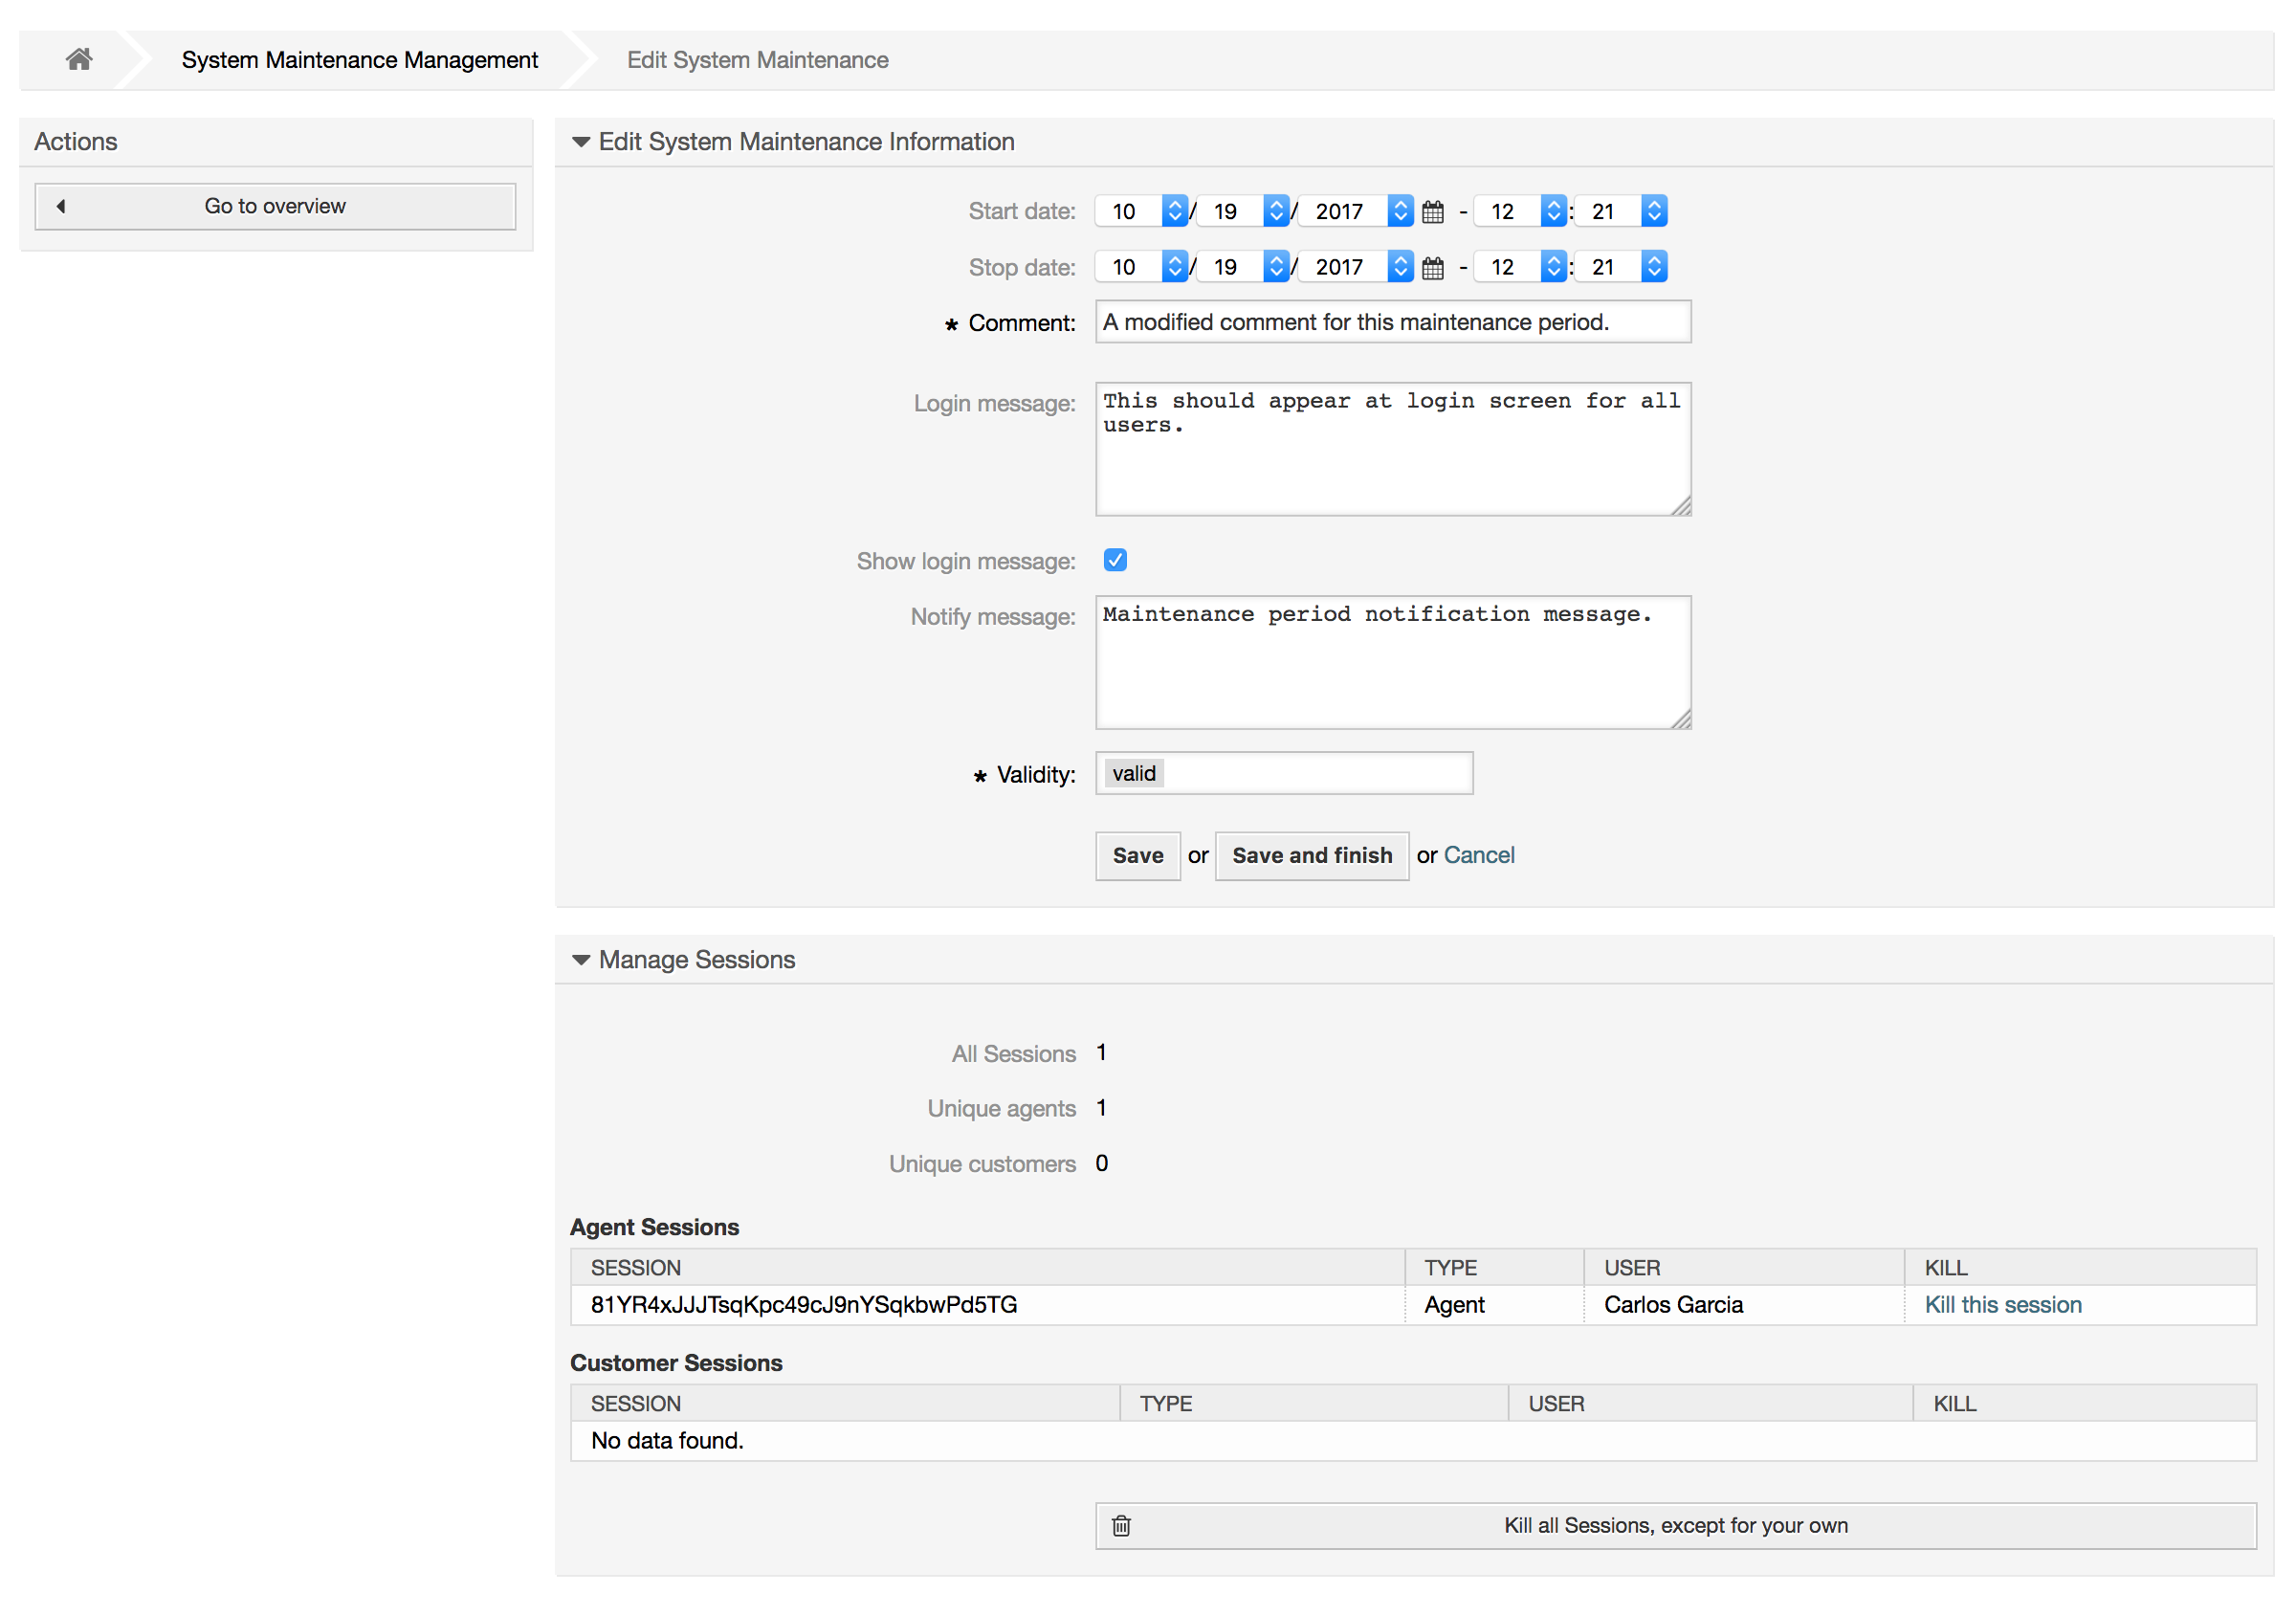 System Maintenance Management
Edit System Maintenance
Actions
Go to overview
Edit System Maintenance Information
Start date: 10 / 19 / 2017 - 12 : 21
Stop date: 10 / 19 / 2017 - 12 : 21
* Comment: A modified comment for this maintenance period.
Login message: This should appear at login screen for all
users.
Show login message:
Notify message: Maintenance period notification message.
* Validity: valid
Save or Save and finish or Cancel
Manage Sessions
All Sessions 1
Unique agents 1
Unique customers 0
Agent Sessions
SESSION TYPE USER KILL
81YR4xJJJTsqKpc49cJ9nYSqkbwPd5TG Agent Carlos Garcia Kill this session
Customer Sessions
SESSION TYPE USER KILL
No data found.
Kill all Sessions, except for your own